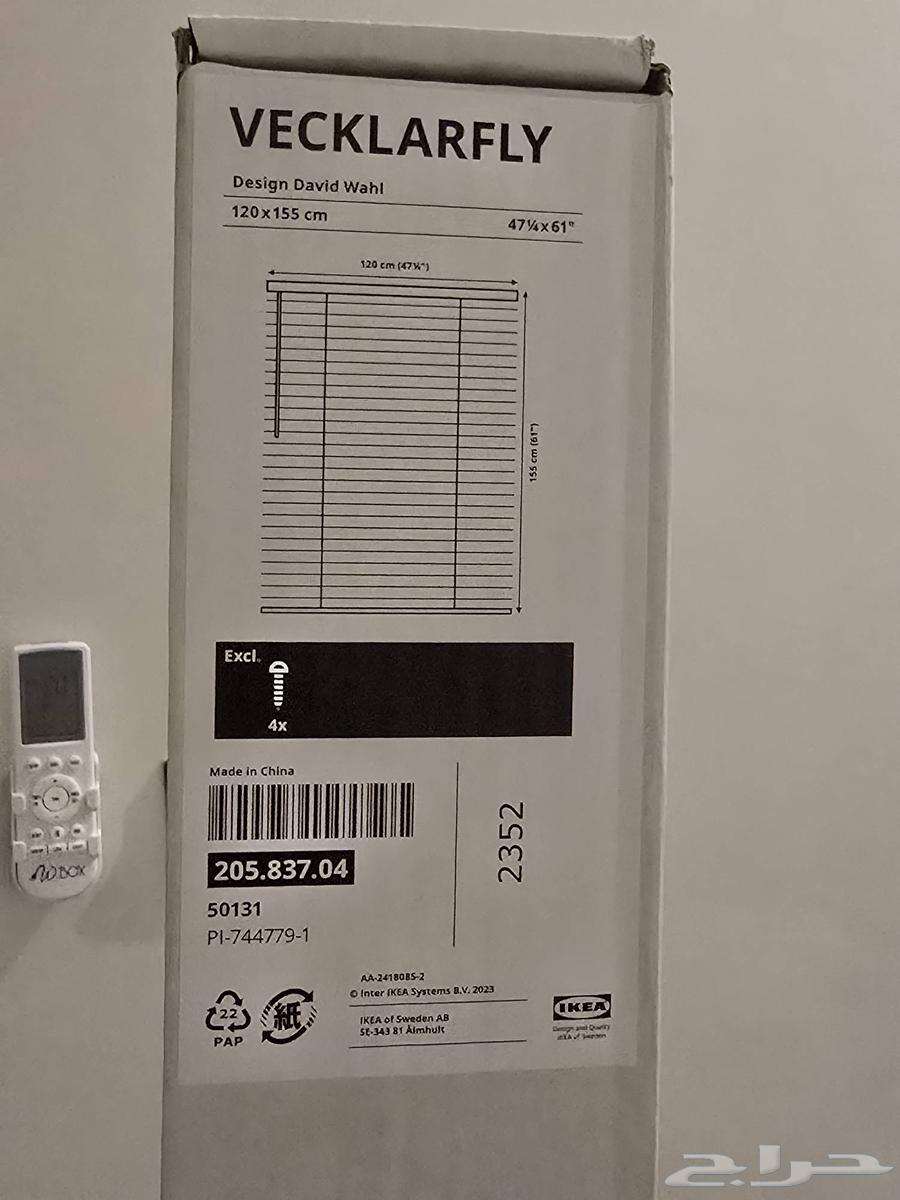 VECKLARFLY
Design David Wahl
120x155 cm
47¼x61"
120 cm (47¼")
155 cm (61")
Excl.
4x
Made in China
205.837.04
50131
PI-744779-1
2352
AA-2418085-2
© Inter IKEA Systems B.V. 2023
IKEA of Sweden AB
SE-343 81 Älmhult
22
PAP
紙
IKEA
Design and Quality
IKEA of Sweden
BOX
حراج